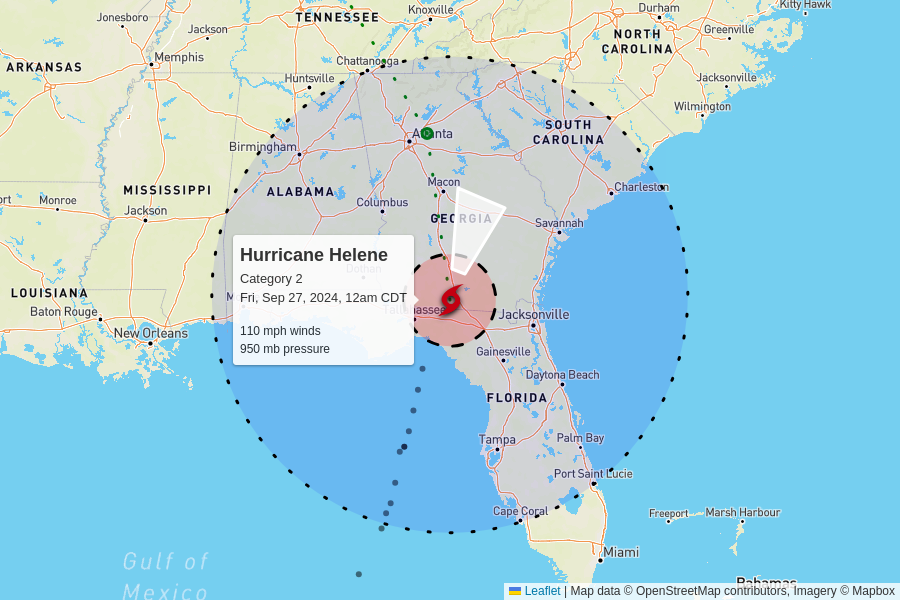 Kitty Hawk
Jonesboro
TENNESSEE
Knoxville
Durham
Jackson
Greenville
NORTH
CAROLINA
Memphis
Chattanooga
ARKANSAS
Huntsville
Jacksonville
Wilmington
SOUTH
CAROLINA
Atlanta
Birmingham
MISSISSIPPI
ALABAMA
Macon
Charleston
Monroe
Columbus
Jackson
GEORGIA
Savannah
Hurricane Helene
Category 2
Fri, Sep 27, 2024, 12am CDT
110 mph winds
950 mb pressure
Dothan
LOUISIANA
Tallahassee
Baton Rouge
Jacksonville
New Orleans
Gainesville
Daytona Beach
FLORIDA
Tampa
Palm Bay
Port Saint Lucie
Cape Coral
Freeport
Marsh Harbour
Miami
Gulf of
Mexico
Bahamas
Leaflet | Map data © OpenStreetMap contributors, Imagery © Mapbox